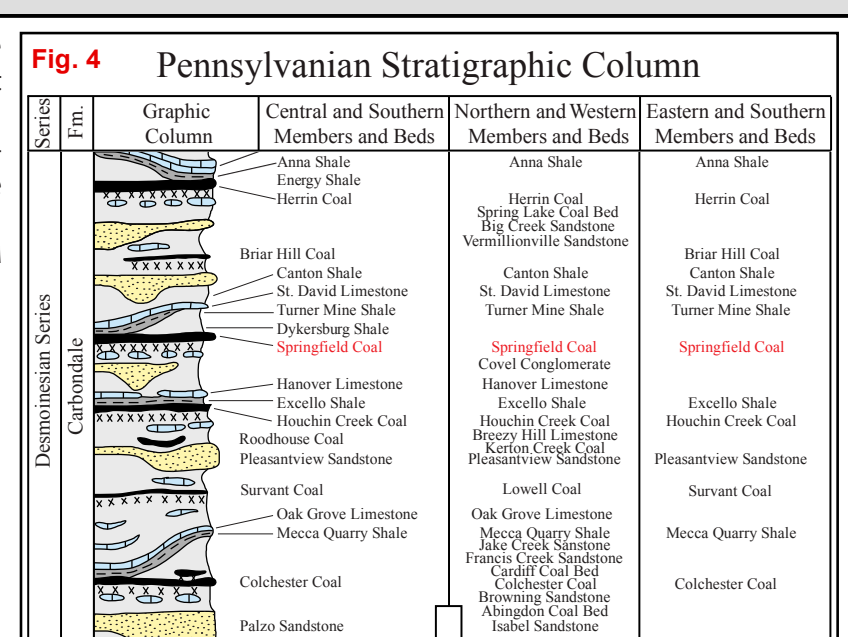 Fig. 4
Pennsylvanian Stratigraphic Column
Series
Fm.
Graphic
Column
Central and Southern
Members and Beds
Northern and Western
Members and Beds
Eastern and Southern
Members and Beds
Desmoinesian Series
Carbondale
Anna Shale
Energy Shale
Herrin Coal
Briar Hill Coal
Canton Shale
St. David Limestone
Turner Mine Shale
Dykersburg Shale
Springfield Coal
Hanover Limestone
Excello Shale
Houchin Creek Coal
Roodhouse Coal
Pleasantview Sandstone
Survant Coal
Oak Grove Limestone
Mecca Quarry Shale
Colchester Coal
Palzo Sandstone
Anna Shale
Herrin Coal
Spring Lake Coal Bed
Big Creek Sandstone
Vermillionville Sandstone
Canton Shale
St. David Limestone
Turner Mine Shale
Springfield Coal
Covel Conglomerate
Hanover Limestone
Excello Shale
Houchin Creek Coal
Breezy Hill Limestone
Kerton Creek Coal
Pleasantview Sandstone
Lowell Coal
Oak Grove Limestone
Mecca Quarry Shale
Jake Creek Sanstone
Francis Creek Sandstone
Cardiff Coal Bed
Colchester Coal
Browning Sandstone
Abingdon Coal Bed
Isabel Sandstone
Anna Shale
Herrin Coal
Briar Hill Coal
Canton Shale
St. David Limestone
Turner Mine Shale
Springfield Coal
Excello Shale
Houchin Creek Coal
Pleasantview Sandstone
Survant Coal
Mecca Quarry Shale
Colchester Coal